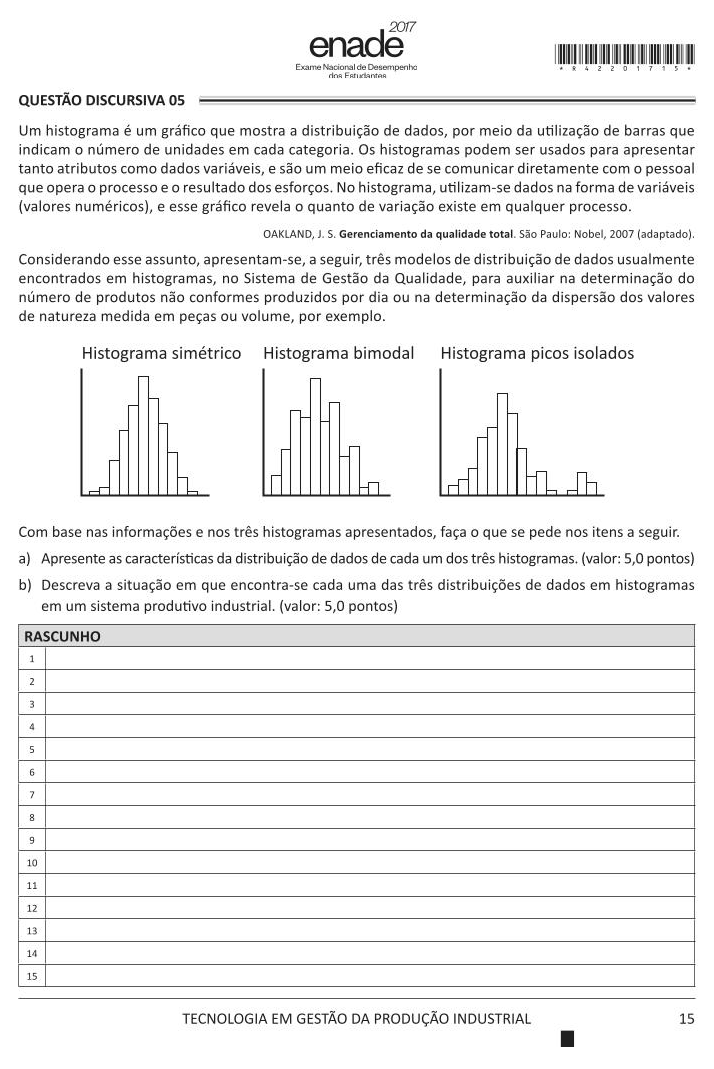 2017
enade
Exame Nacional de Desempenho
dos Estudantes
* R 4 2 2 0 1 7 1 5 *
QUESTÃO DISCURSIVA 05
Um histograma é um gráfico que mostra a distribuição de dados, por meio da utilização de barras que
indicam o número de unidades em cada categoria. Os histogramas podem ser usados para apresentar
tanto atributos como dados variáveis, e são um meio eficaz de se comunicar diretamente com o pessoal
que opera o processo e o resultado dos esforços. No histograma, utilizam-se dados na forma de variáveis
(valores numéricos), e esse gráfico revela o quanto de variação existe em qualquer processo.
OAKLAND, J. S. Gerenciamento da qualidade total. São Paulo: Nobel, 2007 (adaptado).
Considerando esse assunto, apresentam-se, a seguir, três modelos de distribuição de dados usualmente
encontrados em histogramas, no Sistema de Gestão da Qualidade, para auxiliar na determinação do
número de produtos não conformes produzidos por dia ou na determinação da dispersão dos valores
de natureza medida em peças ou volume, por exemplo.
Histograma simétrico Histograma bimodal Histograma picos isolados
Com base nas informações e nos três histogramas apresentados, faça o que se pede nos itens a seguir.
a) Apresente as características da distribuição de dados de cada um dos três histogramas. (valor: 5,0 pontos)
b) Descreva a situação em que encontra-se cada uma das três distribuições de dados em histogramas
em um sistema produtivo industrial. (valor: 5,0 pontos)
RASCUNHO
1
2
3
4
5
6
7
8
9
10
11
12
13
14
15
TECNOLOGIA EM GESTÃO DA PRODUÇÃO INDUSTRIAL 15